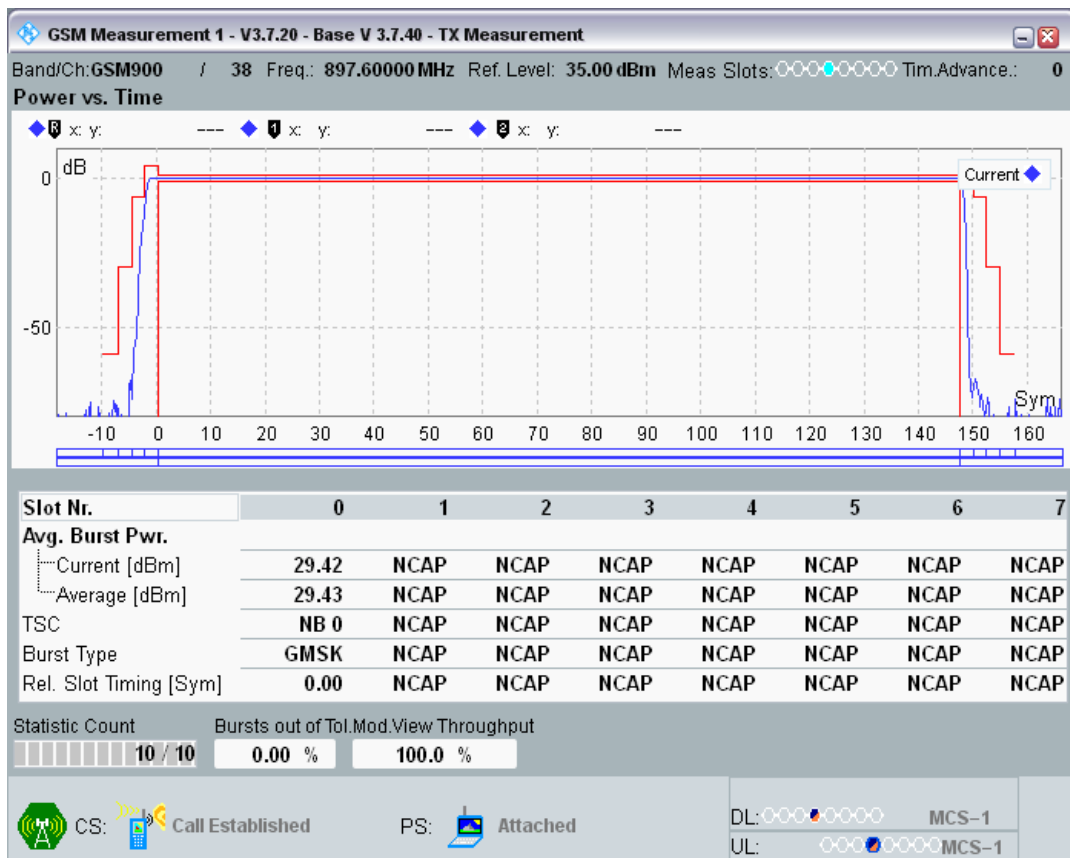 GSM Measurement 1 - V3.7.20 - Base V 3.7.40 - TX Measurement
Band/Ch:GSM900 / 38 Freq.: 897.60000 MHz Ref. Level: 35.00 dBm Meas Slots: Tim.Advance.: 0
Power vs. Time
R x: y: --- 1 x: y: --- 2 x: y: ---
dB
0
Current
-50
Sym
-10 0 10 20 30 40 50 60 70 80 90 100 110 120 130 140 150 160
Slot Nr. 0 1 2 3 4 5 6 7
Avg. Burst Pwr.
Current [dBm] 29.42 NCAP NCAP NCAP NCAP NCAP NCAP NCAP
Average [dBm] 29.43 NCAP NCAP NCAP NCAP NCAP NCAP NCAP
TSC NB 0 NCAP NCAP NCAP NCAP NCAP NCAP NCAP
Burst Type GMSK NCAP NCAP NCAP NCAP NCAP NCAP NCAP
Rel. Slot Timing [Sym] 0.00 NCAP NCAP NCAP NCAP NCAP NCAP NCAP
Statistic Count Bursts out of Tol.Mod.View Throughput
10 / 10 0.00 % 100.0 %
CS: Call Established PS: Attached
DL: MCS-1
UL: MCS-1